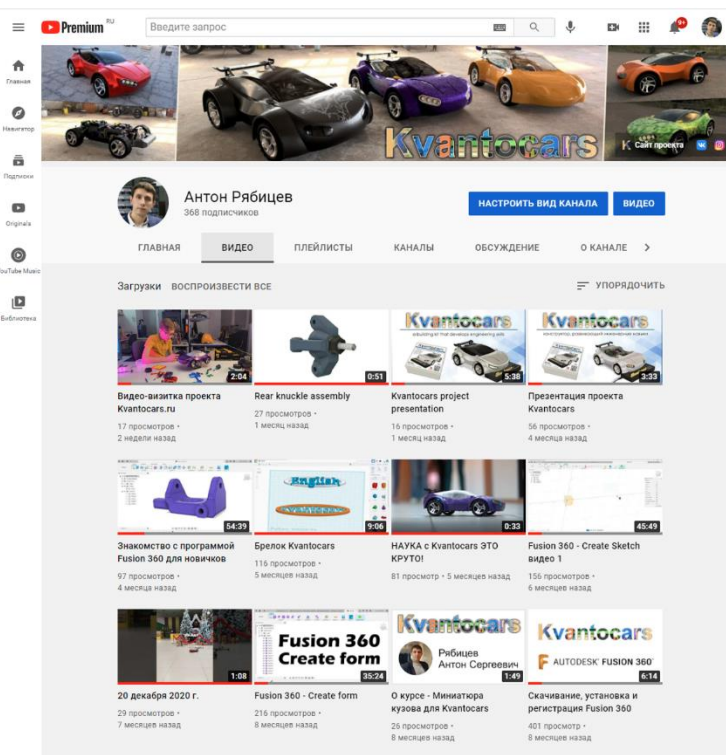 Premium RU
Введите запрос
9+
Главная
Навигатор
Подписки
Originals
YouTube Music
Библиотека
Kvantocars
Сайт проекта
Антон Рябицев
368 подписчиков
НАСТРОИТЬ ВИД КАНАЛА
ВИДЕО
ГЛАВНАЯ
ВИДЕО
ПЛЕЙЛИСТЫ
КАНАЛЫ
ОБСУЖДЕНИЕ
О КАНАЛЕ
Загрузки
ВОСПРОИЗВЕСТИ ВСЕ
УПОРЯДОЧИТЬ
2:04
Видео-визитка проекта
Kvantocars.ru
17 просмотров •
2 недели назад
0:51
Rear knuckle assembly
27 просмотров •
1 месяц назад
Kvantocars
5:38
Kvantocars project
presentation
16 просмотров •
1 месяц назад
Kvantocars
3:33
Презентация проекта
Kvantocars
56 просмотров •
4 месяца назад
54:39
Знакомство с программой
Fusion 360 для новичков
97 просмотров •
4 месяца назад
English
9:06
Брелок Kvantocars
116 просмотров •
5 месяцев назад
0:33
НАУКА с Kvantocars ЭТО
КРУТО!
81 просмотр • 5 месяцев назад
45:49
Fusion 360 - Create Sketch
видео 1
156 просмотров •
6 месяцев назад
1:08
20 декабря 2020 г.
29 просмотров •
7 месяцев назад
Fusion 360
Create form
35:24
Fusion 360 - Create form
216 просмотров •
8 месяцев назад
Kvantocars
Рябицев
Антон Сергеевич
1:49
О курсе - Миниатюра
кузова для Kvantocars
26 просмотров •
8 месяцев назад
Kvantocars
AUTODESK' FUSION 360'
6:14
Скачивание, установка и
регистрация Fusion 360
401 просмотр •
8 месяцев назад